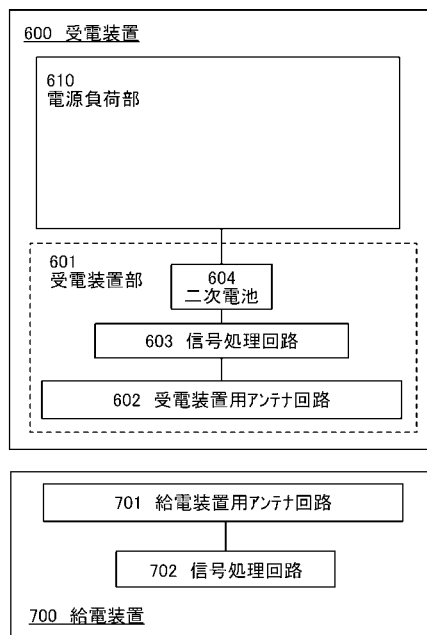 600 受電装置
610
電源負荷部
601
受電装置部
604
二次電池
603 信号処理回路
602 受電装置用アンテナ回路
701 給電装置用アンテナ回路
702 信号処理回路
700 給電装置